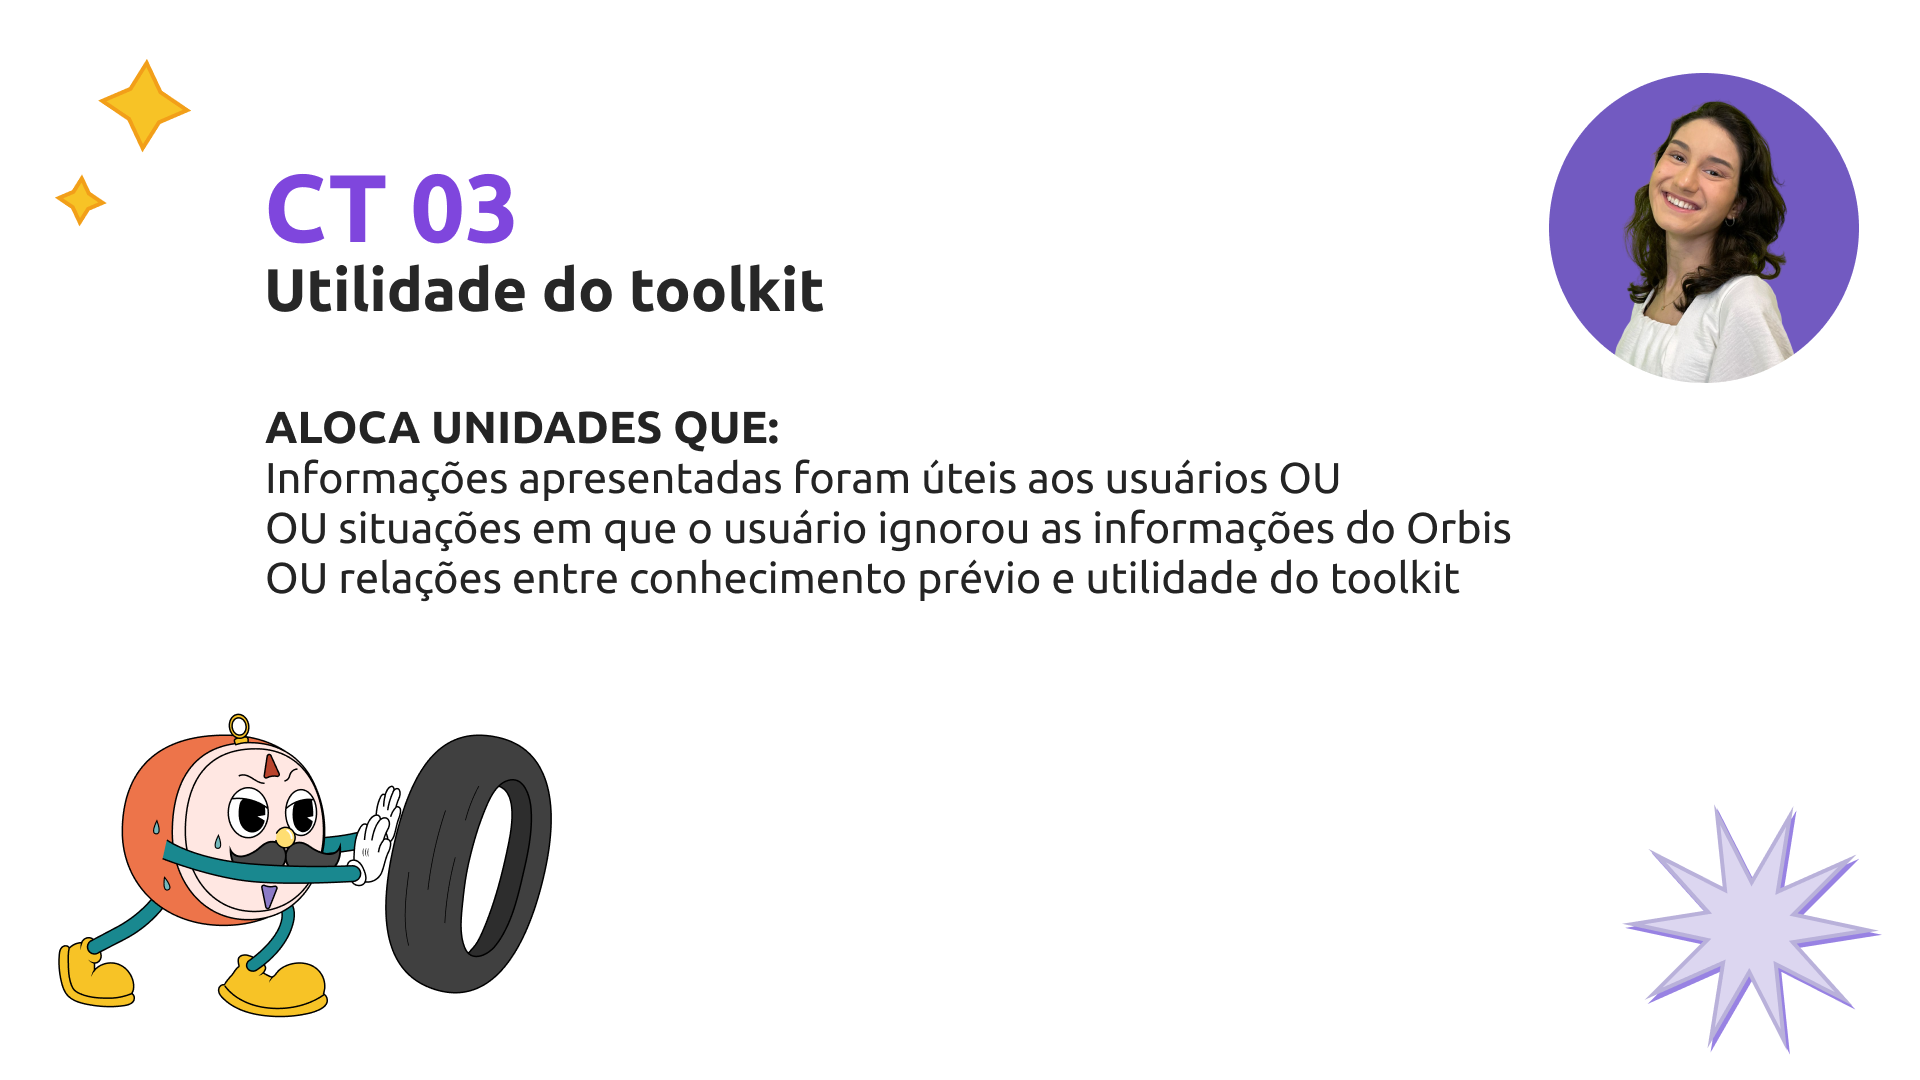 CT 03
Utilidade do toolkit
ALOCA UNIDADES QUE:
Informações apresentadas foram úteis aos usuários OU
OU situações em que o usuário ignorou as informações do Orbis
OU relações entre conhecimento prévio e utilidade do toolkit